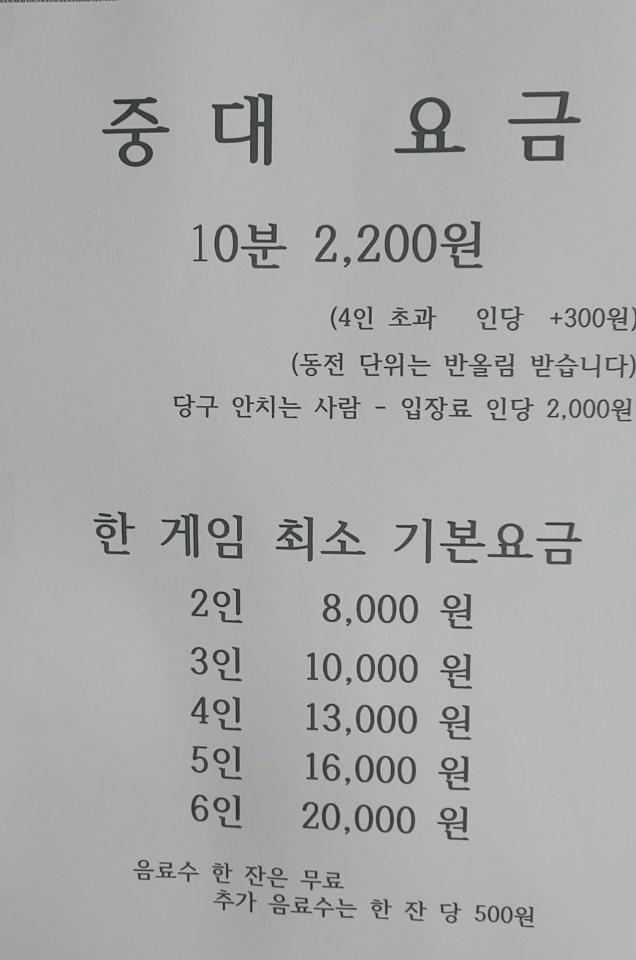 중 대 요 금
10분 2,200원
(4인 초과 인당 +300원)
(동전 단위는 반올림 받습니다)
당구 안치는 사람 - 입장료 인당 2,000원
한 게임 최소 기본요금
2인 8,000 원
3인 10,000 원
4인 13,000 원
5인 16,000 원
6인 20,000 원
음료수 한 잔은 무료
추가 음료수는 한 잔 당 500원